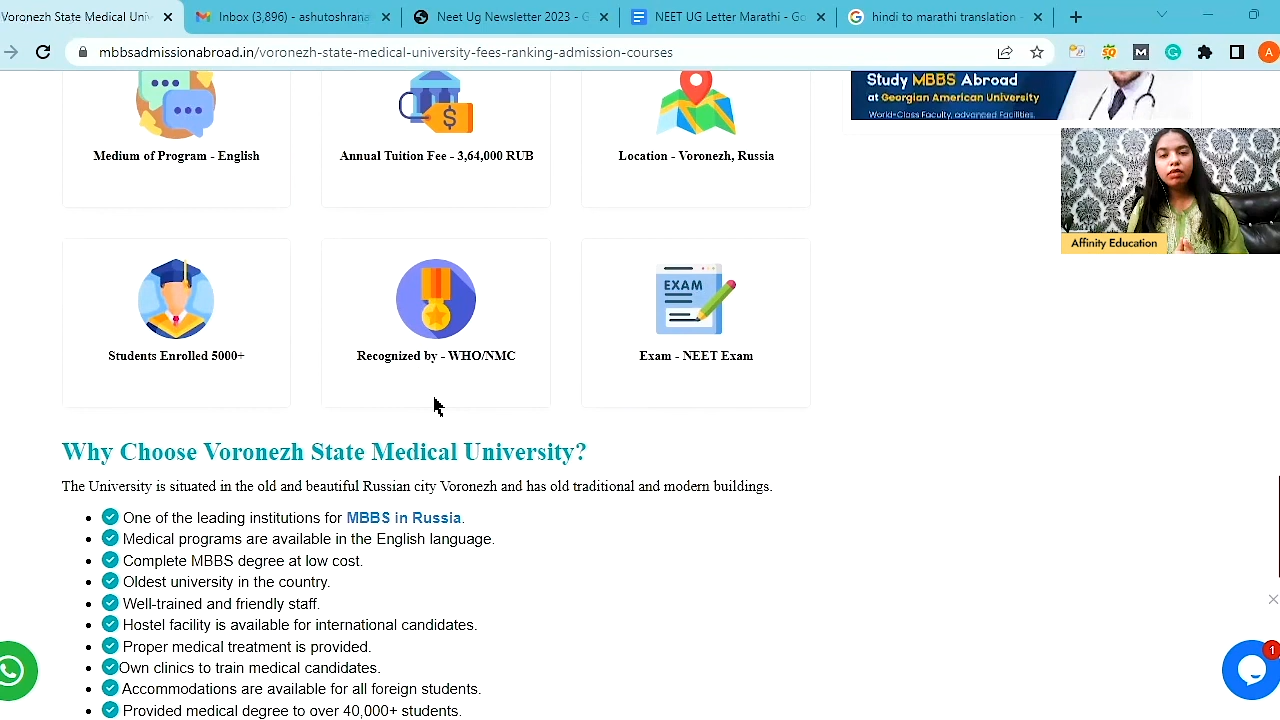 Voronezh State Medical Univ
Inbox (3,896) - ashutoshrana
Neet Ug Newsletter 2023 - G
NEET UG Letter Marathi - Go
hindi to marathi translation -
mbbsadmissionabroad.in/voronezh-state-medical-university-fees-ranking-admission-courses
M
A
Study MBBS Abroad
at Georgian American University
World-Class Faculty, advanced Facilities.
Medium of Program - English
Annual Tuition Fee - 3,64,000 RUB
Location - Voronezh, Russia
Affinity Education
EXAM
Students Enrolled 5000+
Recognized by - WHO/NMC
Exam - NEET Exam
Why Choose Voronezh State Medical University?
The University is situated in the old and beautiful Russian city Voronezh and has old traditional and modern buildings.
One of the leading institutions for MBBS in Russia.
Medical programs are available in the English language.
Complete MBBS degree at low cost.
Oldest university in the country.
Well-trained and friendly staff.
Hostel facility is available for international candidates.
Proper medical treatment is provided.
Own clinics to train medical candidates.
Accommodations are available for all foreign students.
Provided medical degree to over 40,000+ students.
1